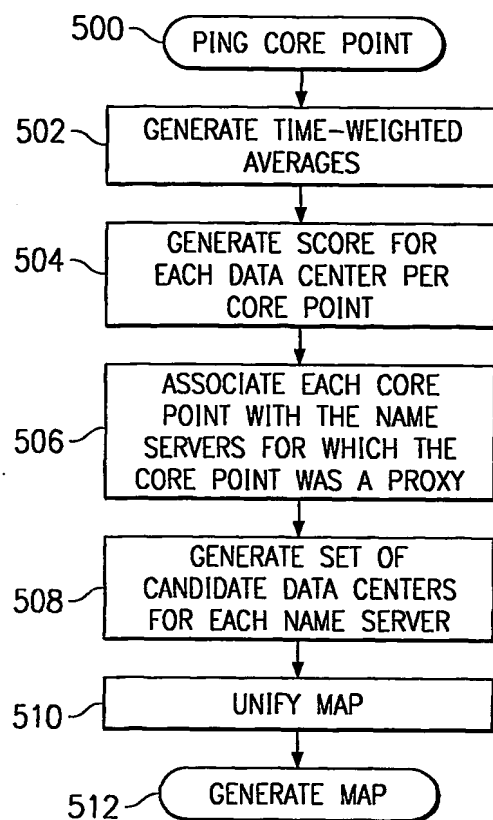 500
PING CORE POINT
502
GENERATE TIME-WEIGHTED
AVERAGES
504
GENERATE SCORE FOR
EACH DATA CENTER PER
CORE POINT
506
ASSOCIATE EACH CORE
POINT WITH THE NAME
SERVERS FOR WHICH THE
CORE POINT WAS A PROXY
508
GENERATE SET OF
CANDIDATE DATA CENTERS
FOR EACH NAME SERVER
510
UNIFY MAP
512
GENERATE MAP